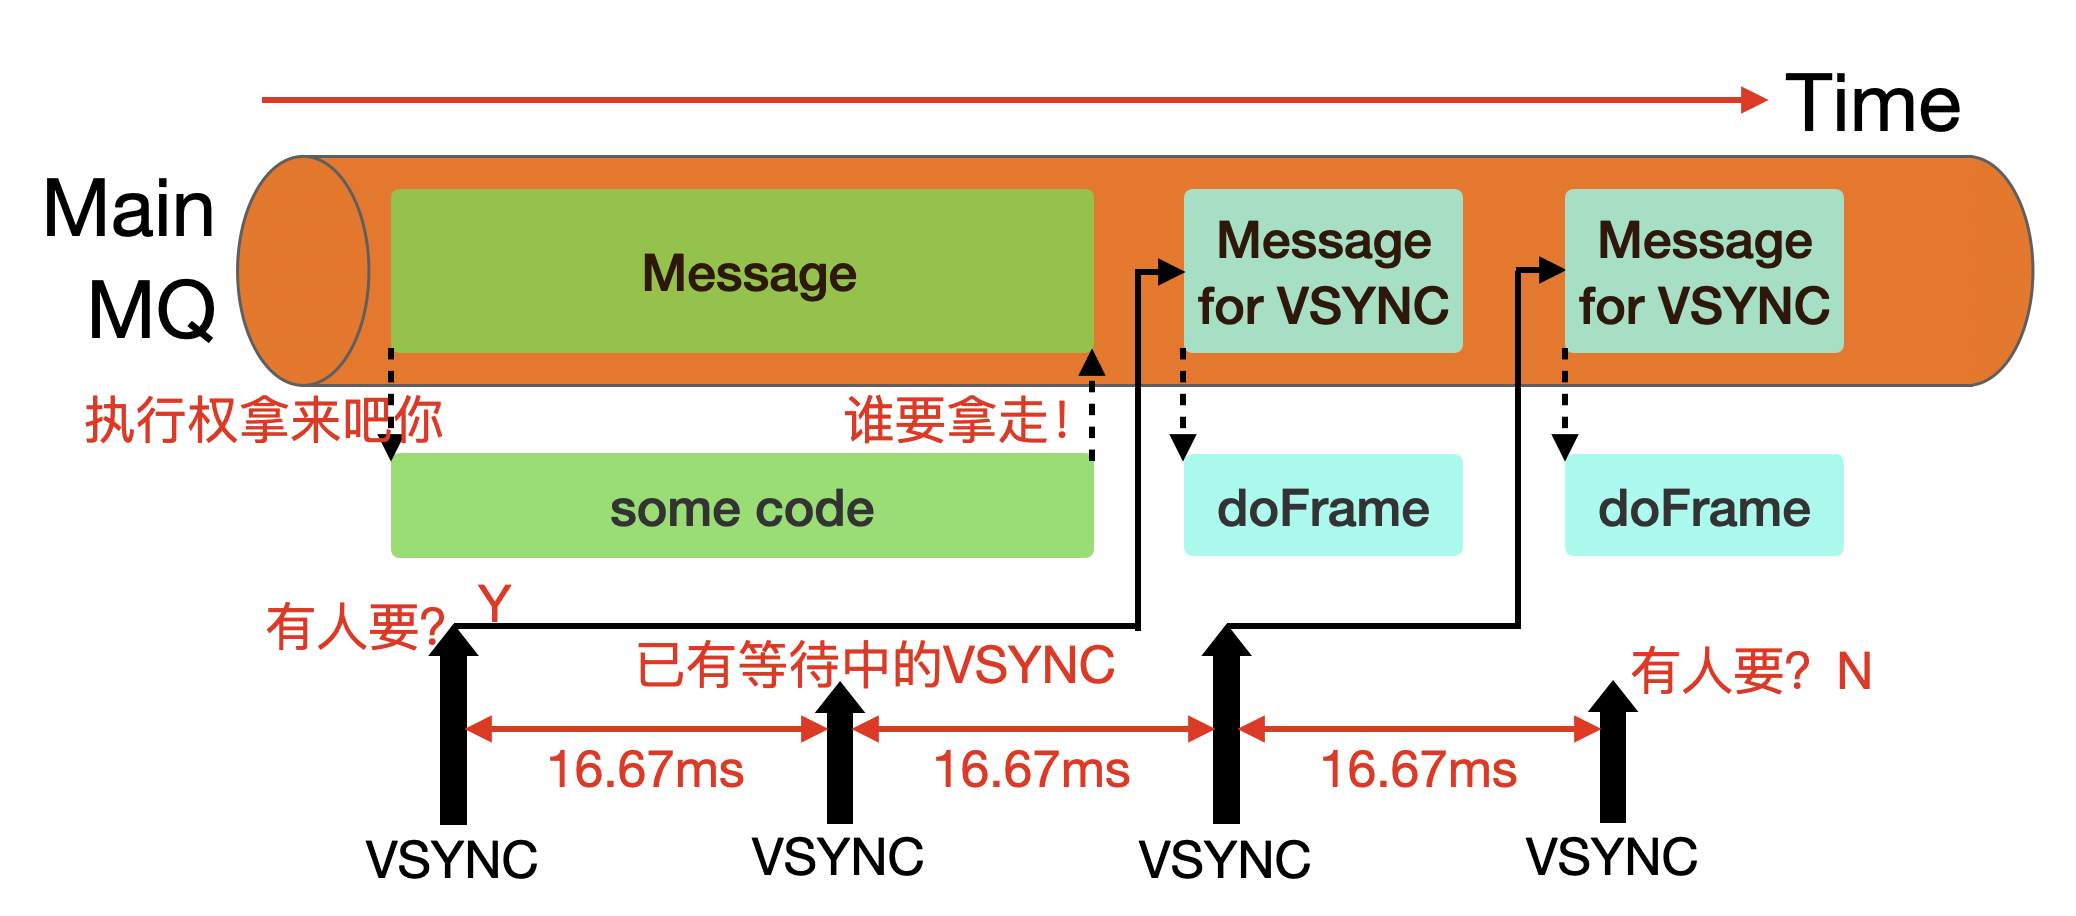 Time
Main
MQ
Message
Message
for VSYNC
Message
for VSYNC
执行权拿来吧你
谁要拿走！
some code
doFrame
doFrame
有人要？
Y
已有等待中的VSYNC
有人要？N
16.67ms
16.67ms
16.67ms
VSYNC
VSYNC
VSYNC
VSYNC